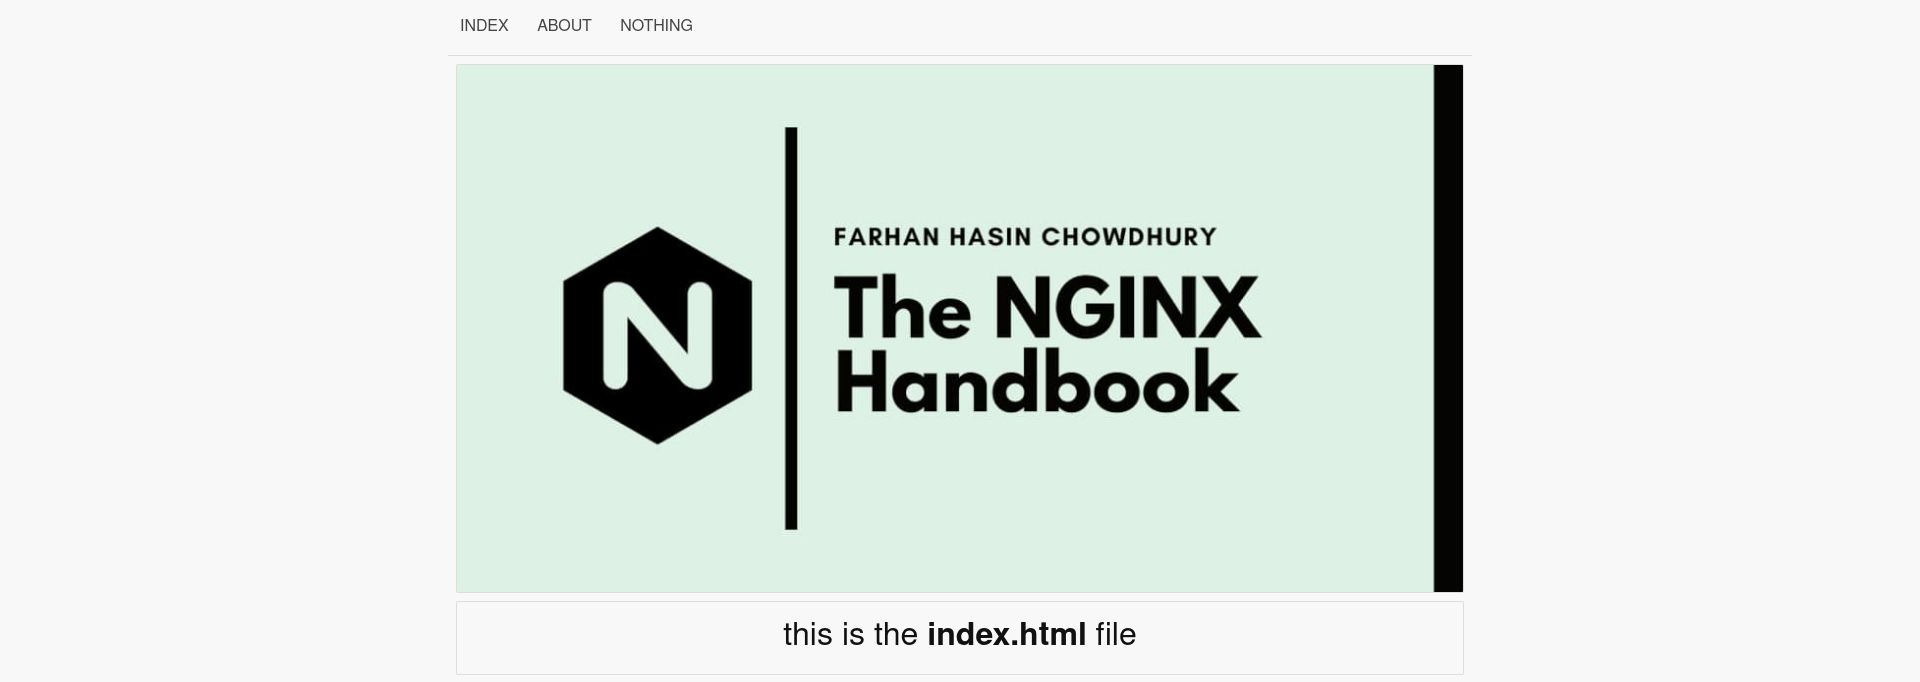 INDEX ABOUT NOTHING
N
FARHAN HASIN CHOWDHURY
The NGINX
Handbook
this is the index.html file